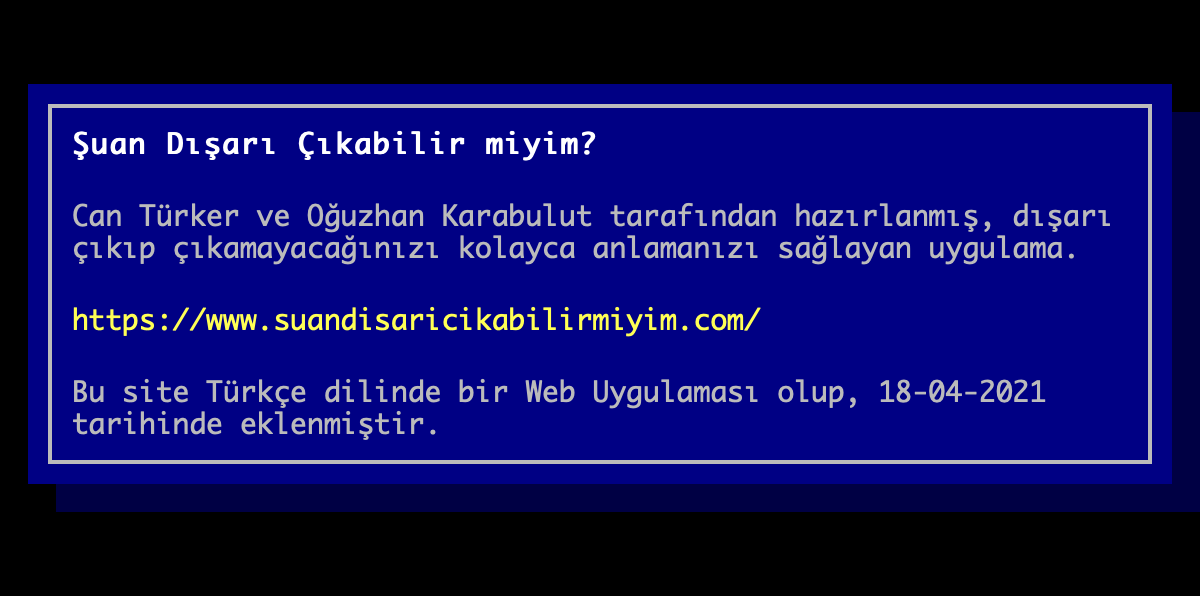 Şuan Dışarı Çıkabilir miyim?
Can Türker ve Oğuzhan Karabulut tarafından hazırlanmış, dışarı
çıkıp çıkamayacağınızı kolayca anlamanızı sağlayan uygulama.
https://www.suandisaricikabilirmiyim.com/
Bu site Türkçe dilinde bir Web Uygulaması olup, 18-04-2021
tarihinde eklenmiştir.